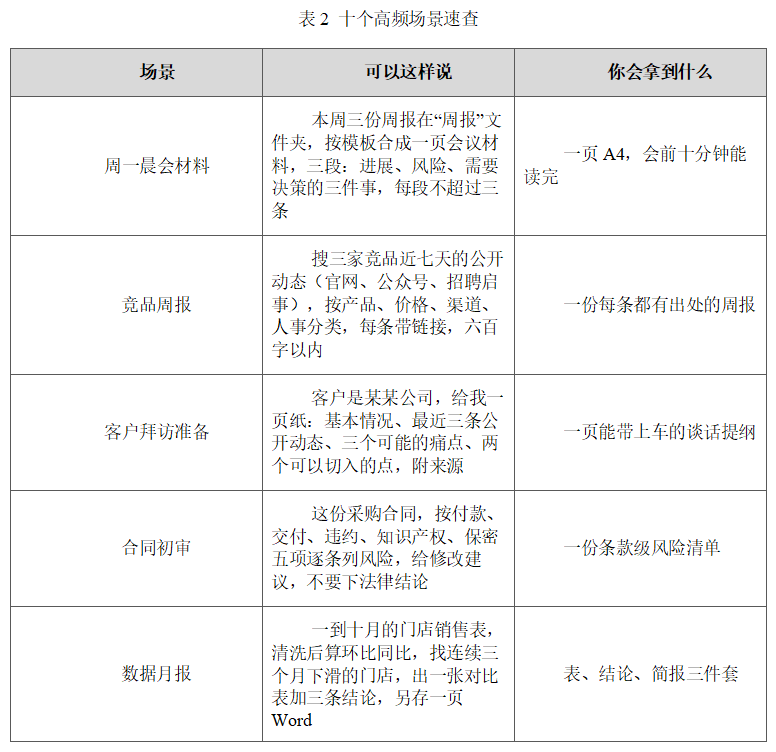 表 2 十个高频场景速查
场景
可以这样说
你会拿到什么
周一晨会材料
本周三份周报在“周报”文
件夹，按模板合成一页会议材
料，三段：进展、风险、需要
决策的三件事，每段不超过三
条
一页 A4，会前十分钟能
读完
竞品周报
搜三家竞品近七天的公开
动态（官网、公众号、招聘启
事），按产品、价格、渠道、
人事分类，每条带链接，六百
字以内
一份每条都有出处的周报
客户拜访准备
客户是某某公司，给我一
页纸：基本情况、最近三条公
开动态、三个可能的痛点、两
个可以切入的点，附来源
一页能带上车的谈话提纲
合同初审
这份采购合同，按付款、
交付、违约、知识产权、保密
五项逐条列风险，给修改建
议，不要下法律结论
一份条款级风险清单
数据月报
一到十月的门店销售表，
清洗后算环比同比，找连续三
个月下滑的门店，出一张对比
表加三条结论，另存一页
Word
表、结论、简报三件套